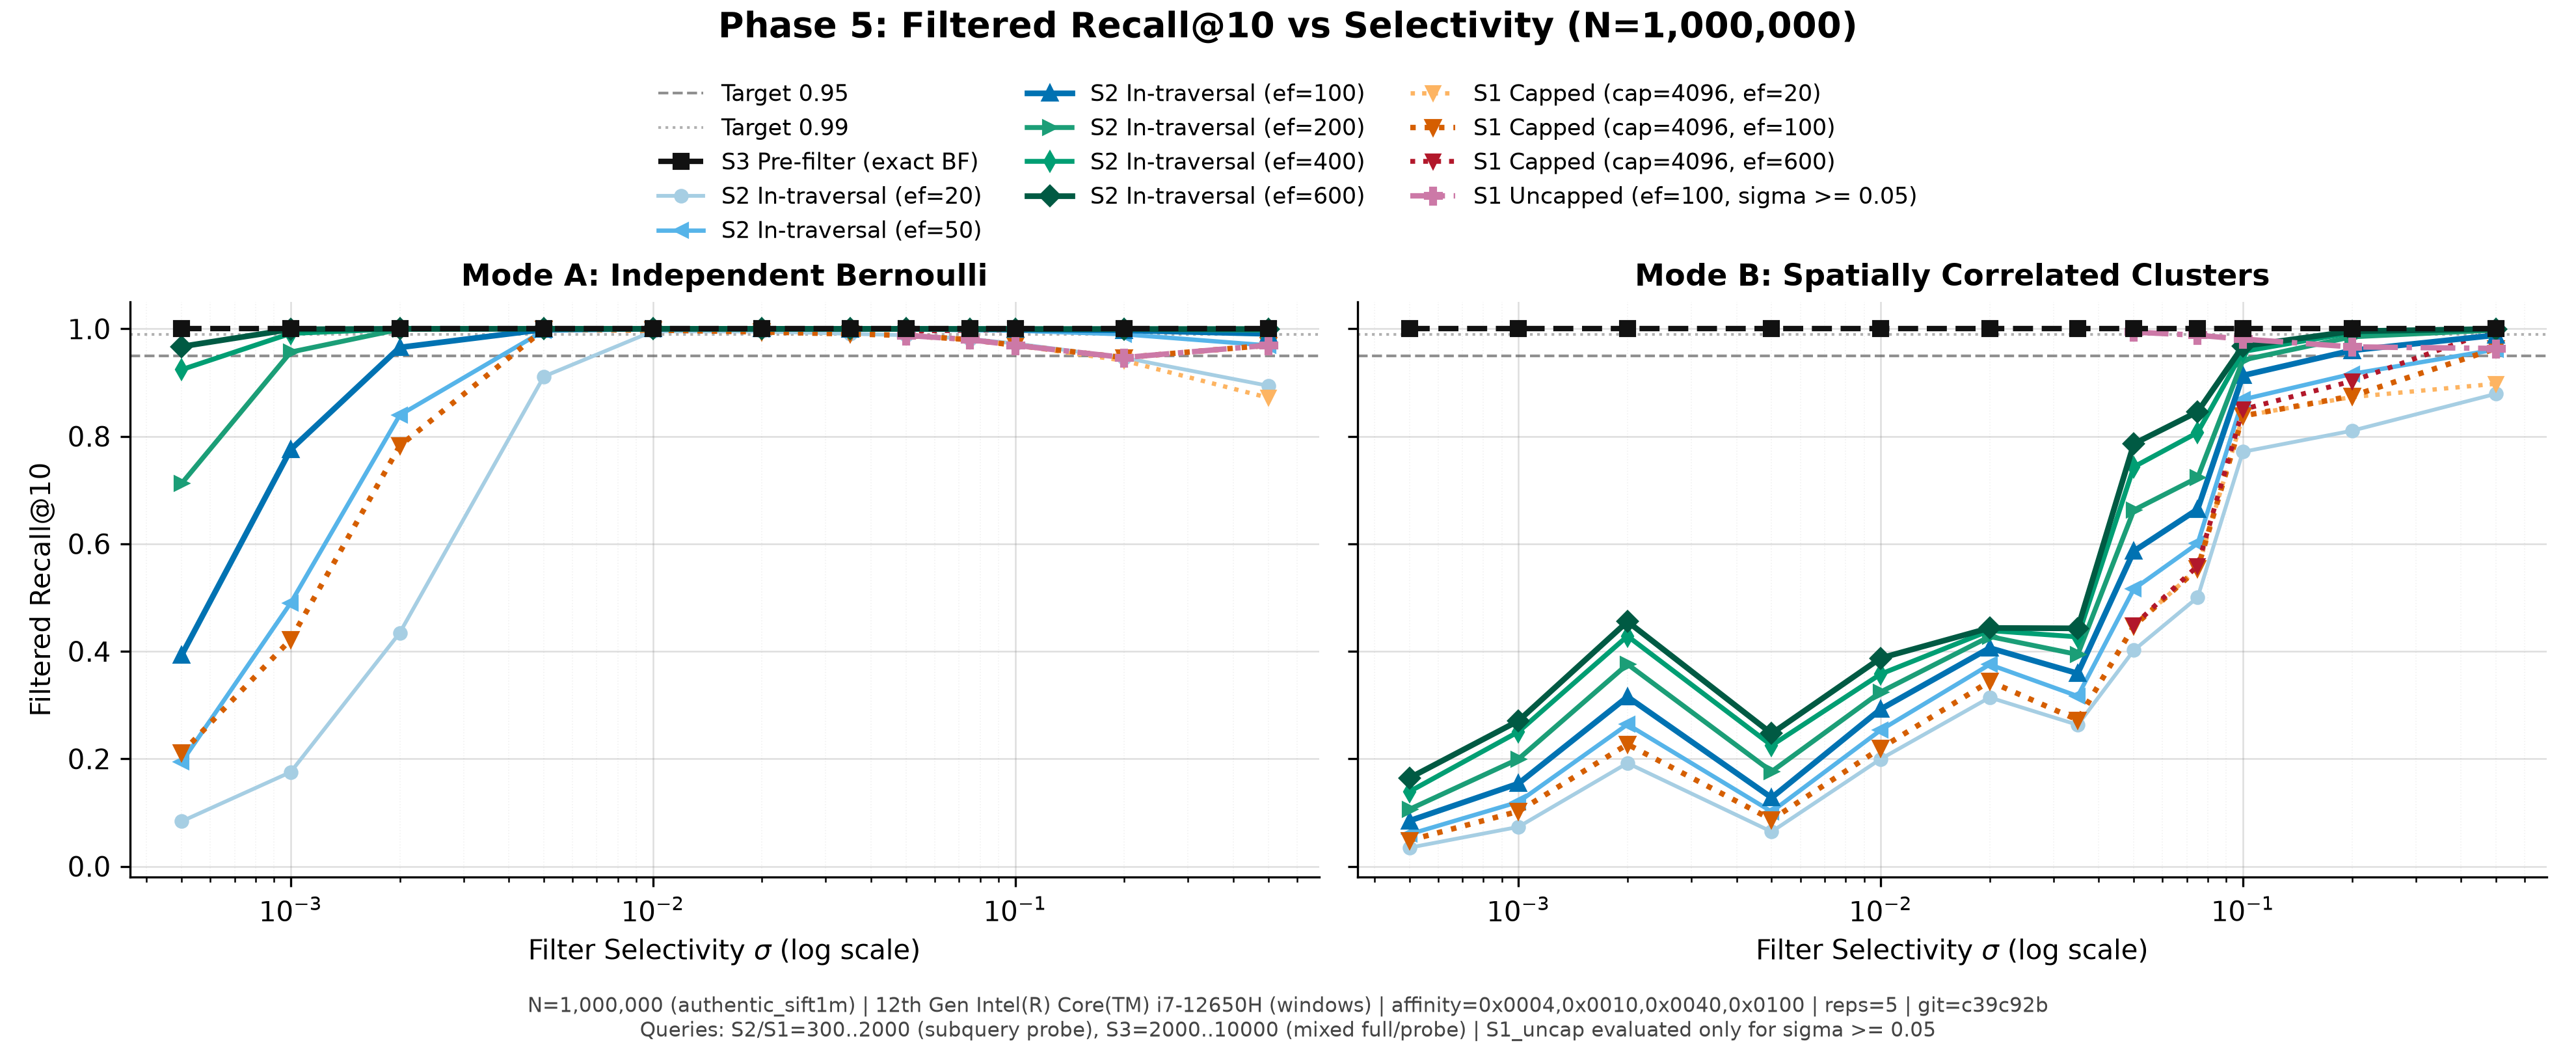 Phase 5: Filtered Recall@10 vs Selectivity (N=1,000,000)
Target 0.95
Target 0.99
S3 Pre-filter (exact BF)
S2 In-traversal (ef=20)
S2 In-traversal (ef=50)
S2 In-traversal (ef=100)
S2 In-traversal (ef=200)
S2 In-traversal (ef=400)
S2 In-traversal (ef=600)
S1 Capped (cap=4096, ef=20)
S1 Capped (cap=4096, ef=100)
S1 Capped (cap=4096, ef=600)
S1 Uncapped (ef=100, sigma >= 0.05)
Mode A: Independent Bernoulli
Filtered Recall@10
1.0
0.8
0.6
0.4
0.2
0.0
10⁻³ 10⁻² 10⁻¹
Filter Selectivity σ (log scale)
Mode B: Spatially Correlated Clusters
10⁻³ 10⁻² 10⁻¹
Filter Selectivity σ (log scale)
N=1,000,000 (authentic_sift1m) | 12th Gen Intel(R) Core(TM) i7-12650H (windows) | affinity=0x0004,0x0010,0x0040,0x0100 | reps=5 | git=c39c92b
Queries: S2/S1=300..2000 (subquery probe), S3=2000..10000 (mixed full/probe) | S1_uncap evaluated only for sigma >= 0.05